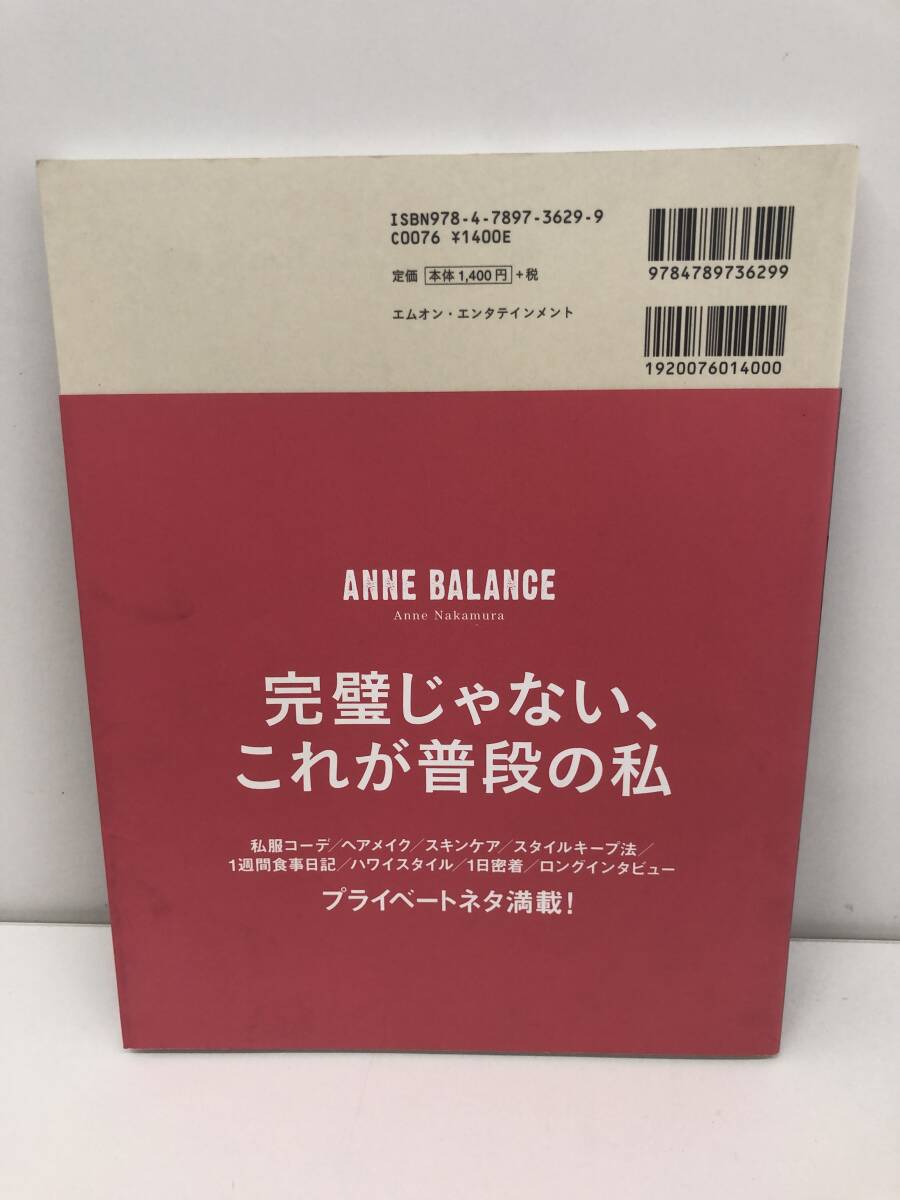 ISBN978-4-7897-3629-9
C0076 ¥1400E
定価 本体1,400円 +税
エムオン・エンタテインメント
9784789736299
1920076014000
ANNE BALANCE
Anne Nakamura
完璧じゃない、
これが普段の私
私服コーデ/ヘアメイク/スキンケア/スタイルキープ法/
1週間食事日記/ハワイスタイル/1日密着/ロングインタビュー
プライベートネタ満載!